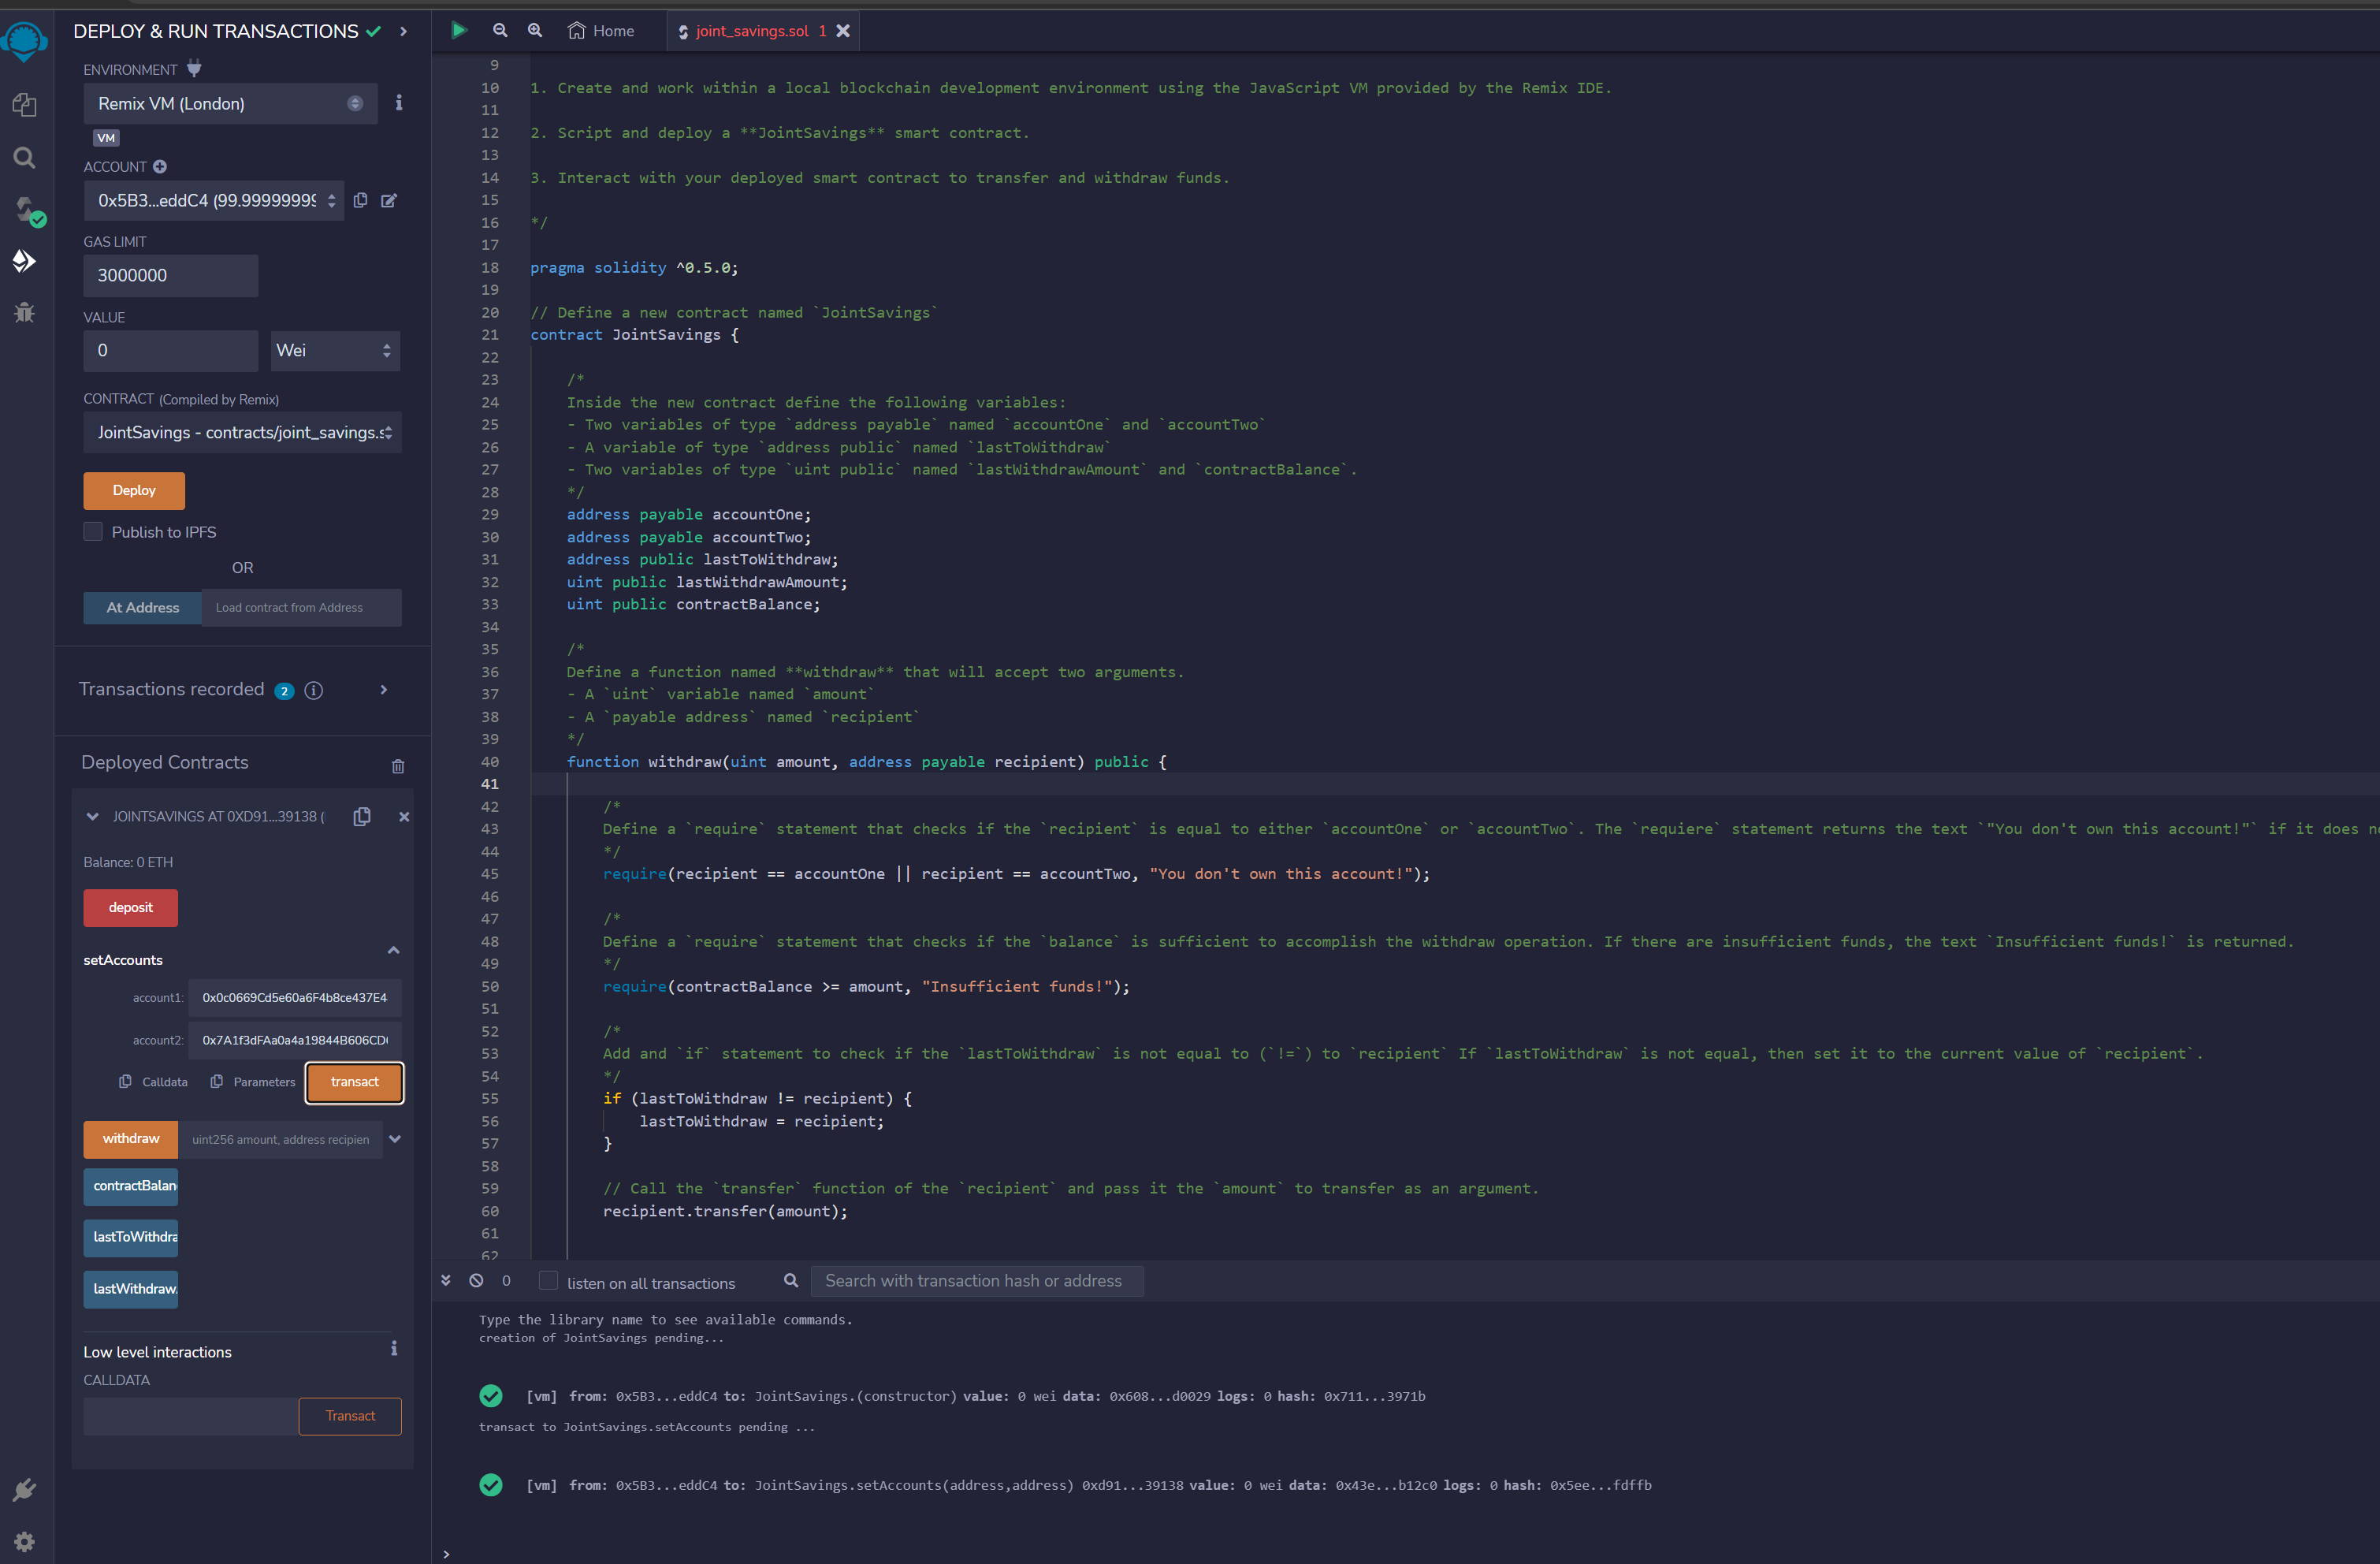 DEPLOY & RUN TRANSACTIONS
ENVIRONMENT
Remix VM (London)
VM
ACCOUNT
0x5B3...eddC4 (99.99999999
GAS LIMIT
3000000
VALUE
0
Wei
CONTRACT (Compiled by Remix)
JointSavings - contracts/joint_savings.s
Deploy
Publish to IPFS
OR
At Address
Load contract from Address
Transactions recorded 2
Deployed Contracts
JOINTSAVINGS AT 0XD91...39138 (
Balance: 0 ETH
deposit
setAccounts
account1: 0x0c0669Cd5e60a6F4b8ce437E4
account2: 0x7A1f3dFAa0a4a19844B606CD
Calldata
Parameters
transact
withdraw
uint256 amount, address recipien
contractBalan
lastToWithdra
lastWithdraw
Low level interactions
CALLDATA
Transact
Home
joint_savings.sol 1
9
10 1. Create and work within a local blockchain development environment using the JavaScript VM provided by the Remix IDE.
11
12 2. Script and deploy a **JointSavings** smart contract.
13
14 3. Interact with your deployed smart contract to transfer and withdraw funds.
15
16 */
17
18 pragma solidity ^0.5.0;
19
20 // Define a new contract named `JointSavings`
21 contract JointSavings {
22
23 /*
24 Inside the new contract define the following variables:
25 - Two variables of type `address payable` named `accountOne` and `accountTwo`
26 - A variable of type `address public` named `lastToWithdraw`
27 - Two variables of type `uint public` named `lastWithdrawAmount` and `contractBalance`.
28 */
29 address payable accountOne;
30 address payable accountTwo;
31 address public lastToWithdraw;
32 uint public lastWithdrawAmount;
33 uint public contractBalance;
34
35 /*
36 Define a function named **withdraw** that will accept two arguments.
37 - A `uint` variable named `amount`
38 - A `payable address` named `recipient`
39 */
40 function withdraw(uint amount, address payable recipient) public {
41
42 /*
43 Define a `require` statement that checks if the `recipient` is equal to either `accountOne` or `accountTwo`. The `requiere` statement returns the text `"You don't own this account!"` if it does n
44 */
45 require(recipient == accountOne || recipient == accountTwo, "You don't own this account!");
46
47 /*
48 Define a `require` statement that checks if the `balance` is sufficient to accomplish the withdraw operation. If there are insufficient funds, the text `Insufficient funds!` is returned.
49 */
50 require(contractBalance >= amount, "Insufficient funds!");
51
52 /*
53 Add and `if` statement to check if the `lastToWithdraw` is not equal to (`!=`) to `recipient` If `lastToWithdraw` is not equal, then set it to the current value of `recipient`.
54 */
55 if (lastToWithdraw != recipient) {
56 lastToWithdraw = recipient;
57 }
58
59 // Call the `transfer` function of the `recipient` and pass it the `amount` to transfer as an argument.
60 recipient.transfer(amount);
61
62
0
listen on all transactions
Search with transaction hash or address
Type the library name to see available commands.
creation of JointSavings pending...
[vm] from: 0x5B3...eddC4 to: JointSavings.(constructor) value: 0 wei data: 0x608...d0029 logs: 0 hash: 0x711...3971b
transact to JointSavings.setAccounts pending ...
[vm] from: 0x5B3...eddC4 to: JointSavings.setAccounts(address,address) 0xd91...39138 value: 0 wei data: 0x43e...b12c0 logs: 0 hash: 0x5ee...fdffb
>